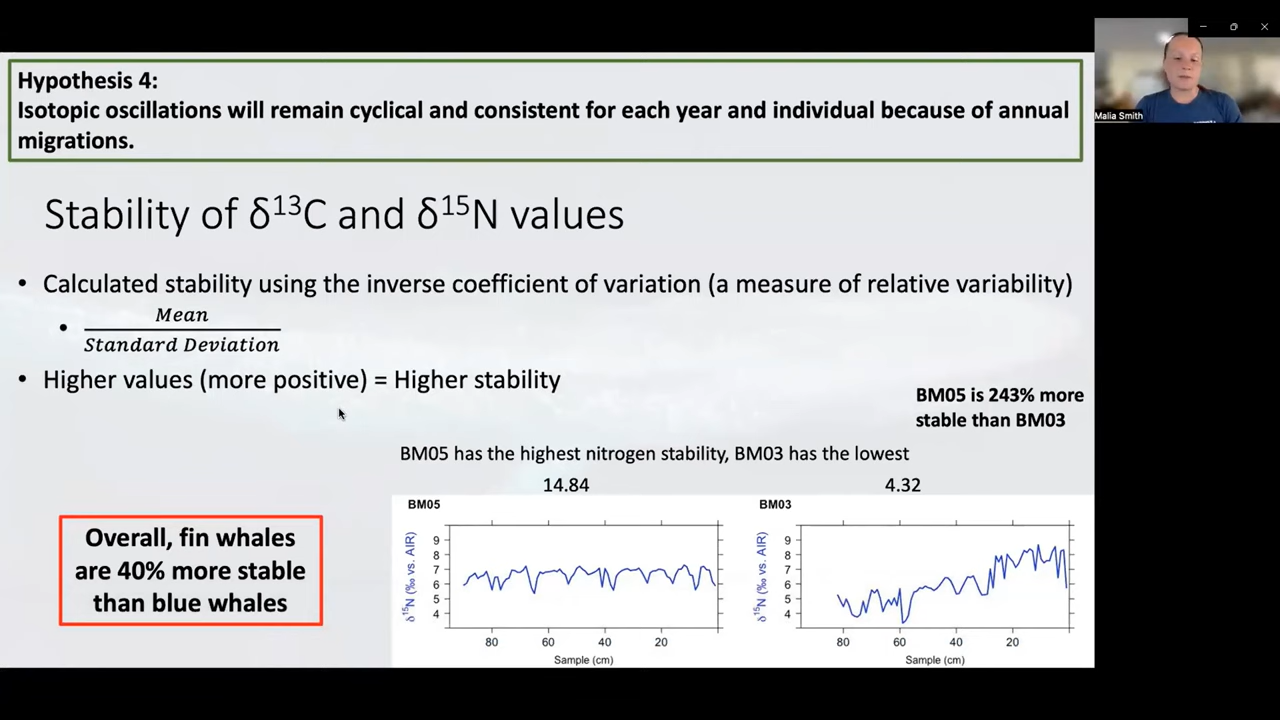 Hypothesis 4:
Isotopic oscillations will remain cyclical and consistent for each year and individual because of annual
migrations.
Malia Smith
Stability of δ¹³C and δ¹⁵N values
• Calculated stability using the inverse coefficient of variation (a measure of relative variability)
• Mean
Standard Deviation
• Higher values (more positive) = Higher stability
BM05 is 243% more
stable than BM03
BM05 has the highest nitrogen stability, BM03 has the lowest
14.84
4.32
Overall, fin whales
are 40% more stable
than blue whales
BM05
δ¹⁵N (‰ vs. AIR)
9
8
7
6
5
4
80 60 40 20
Sample (cm)
BM03
δ¹⁵N (‰ vs. AIR)
9
8
7
6
5
4
80 60 40 20
Sample (cm)